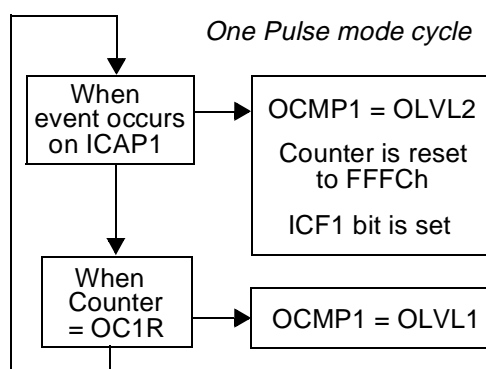 One Pulse mode cycle
When
event occurs
on ICAP1
OCMP1 = OLVL2
Counter is reset
to FFFCh
ICF1 bit is set
When
Counter
= OC1R
OCMP1 = OLVL1